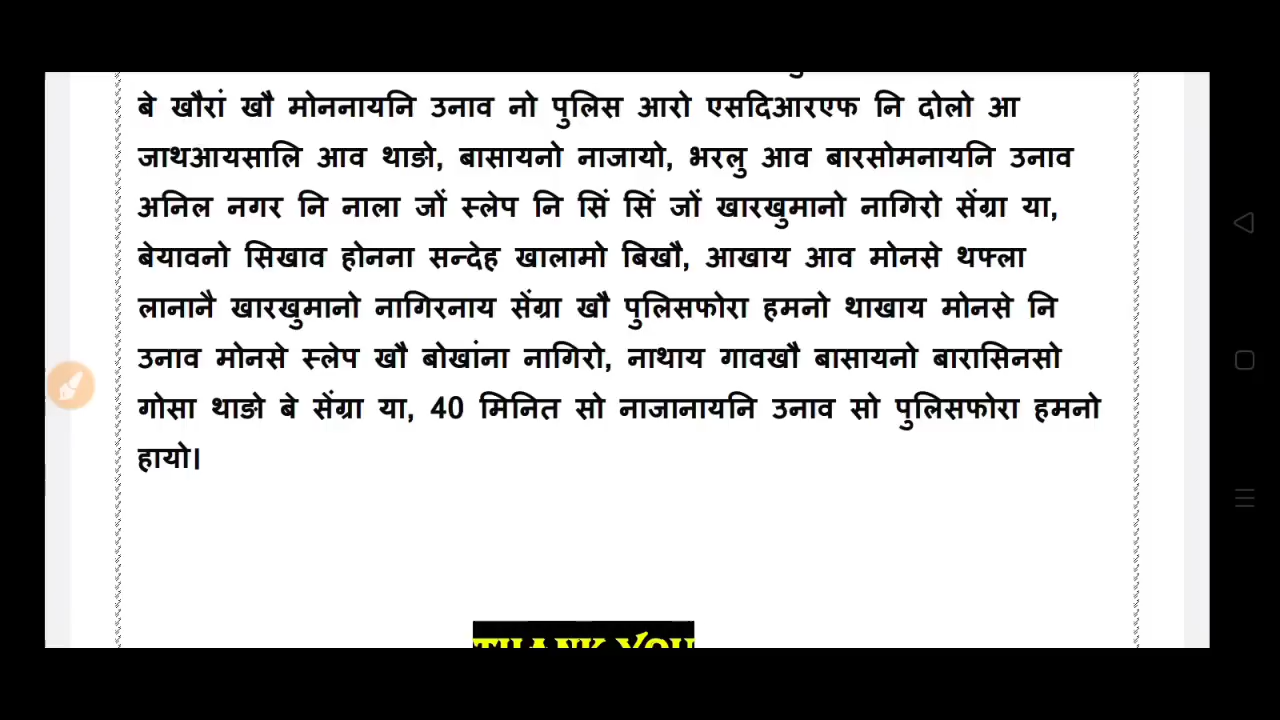 बे खौरां खौ मोननायनि उनाव नो पुलिस आरो एसदिआरएफ नि दोलो आ
जाथआयसालि आव थाङो, बासायनो नाजायो, भरलु आव बारसोमनायनि उनाव
अनिल नगर नि नाला जों स्लेप नि सिं सिं जों खारखुमानो नागिरो सेंग्रा या,
बेयावनो सिखाव होनना सन्देह खालामो बिखौ, आखाय आव मोनसे थफ्ला
लानानै खारखुमानो नागिरनाय सेंग्रा खौ पुलिसफोरा हमनो थाखाय मोनसे नि
उनाव मोनसे स्लेप खौ बोखांना नागिरो, नाथाय गावखौ बासायनो बारासिनसो
गोसा थाङो बे सेंग्रा या, 40 मिनित सो नाजानायनि उनाव सो पुलिसफोरा हमनो
हायो।
THANK YOU